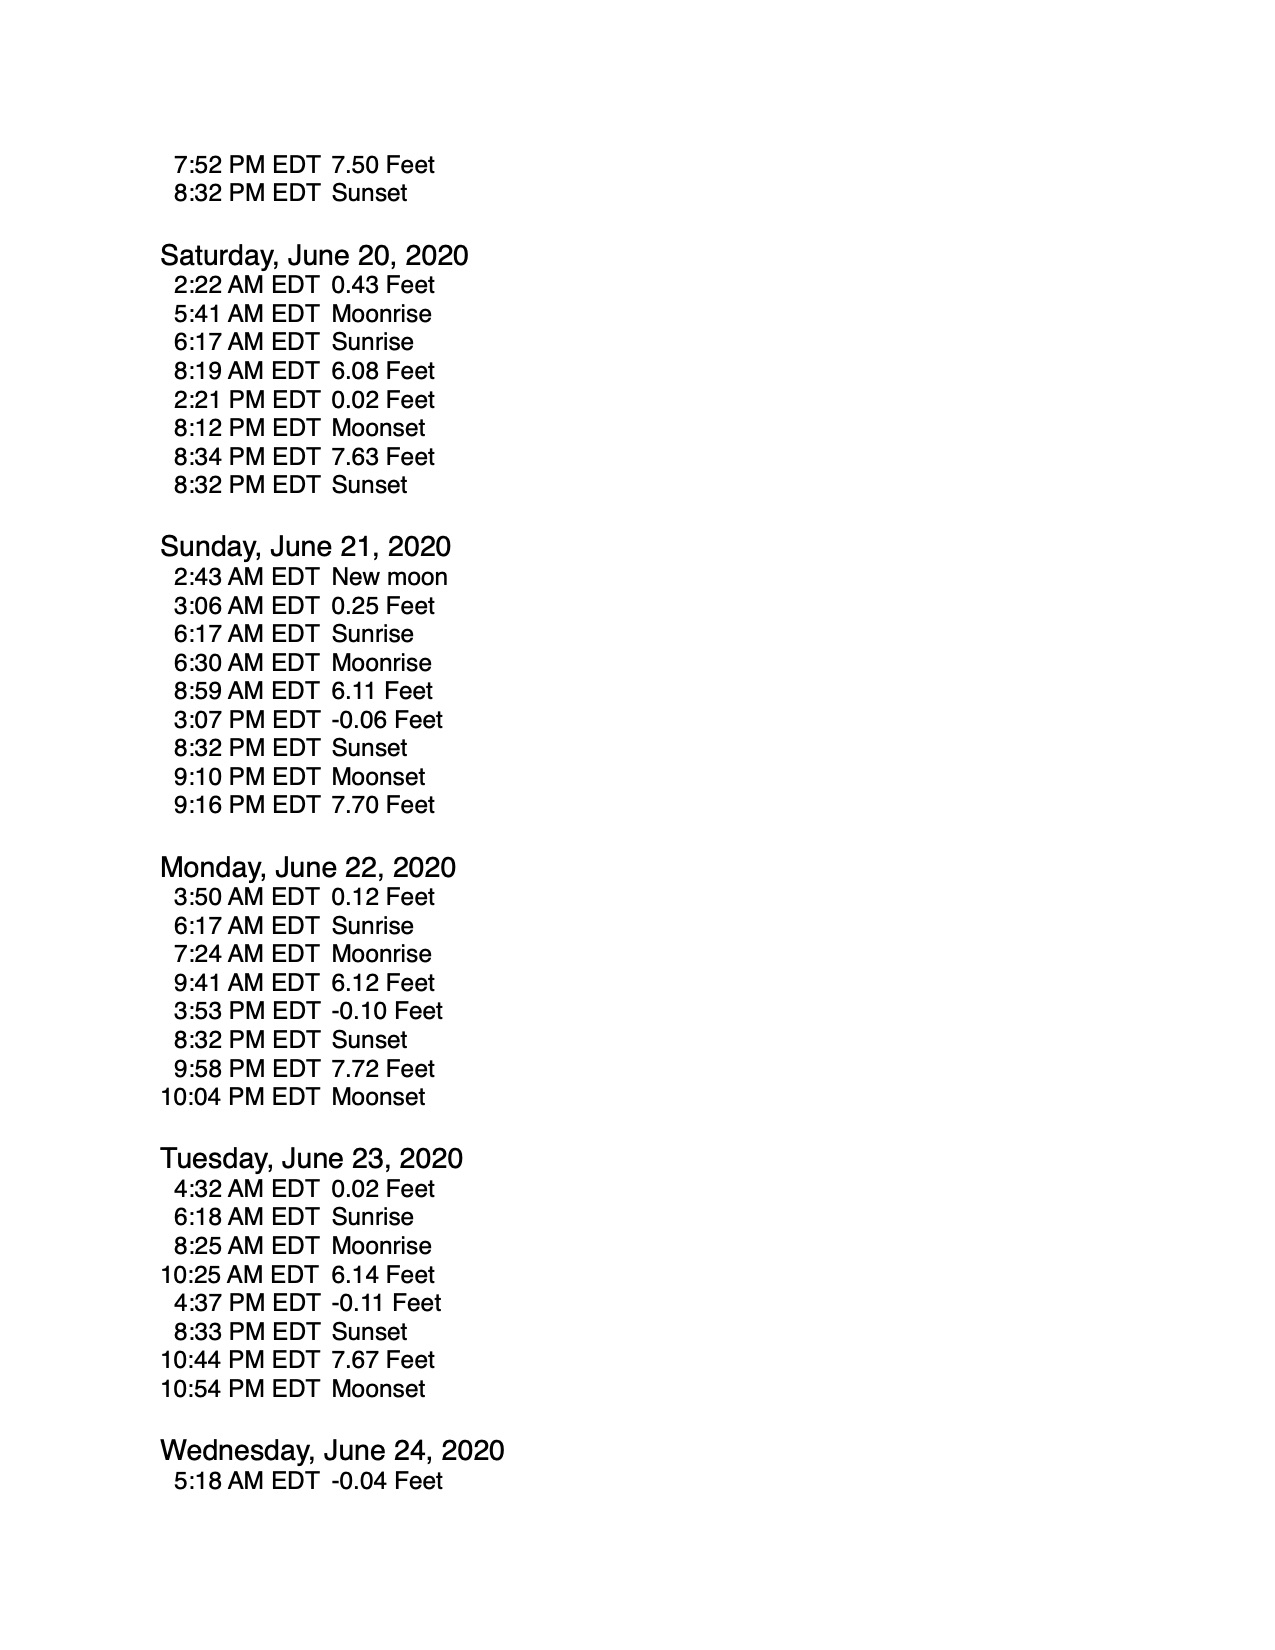 7:52 PM EDT 7.50 Feet
8:32 PM EDT Sunset
Saturday, June 20, 2020
2:22 AM EDT 0.43 Feet
5:41 AM EDT Moonrise
6:17 AM EDT Sunrise
8:19 AM EDT 6.08 Feet
2:21 PM EDT 0.02 Feet
8:12 PM EDT Moonset
8:34 PM EDT 7.63 Feet
8:32 PM EDT Sunset
Sunday, June 21, 2020
2:43 AM EDT New moon
3:06 AM EDT 0.25 Feet
6:17 AM EDT Sunrise
6:30 AM EDT Moonrise
8:59 AM EDT 6.11 Feet
3:07 PM EDT -0.06 Feet
8:32 PM EDT Sunset
9:10 PM EDT Moonset
9:16 PM EDT 7.70 Feet
Monday, June 22, 2020
3:50 AM EDT 0.12 Feet
6:17 AM EDT Sunrise
7:24 AM EDT Moonrise
9:41 AM EDT 6.12 Feet
3:53 PM EDT -0.10 Feet
8:32 PM EDT Sunset
9:58 PM EDT 7.72 Feet
10:04 PM EDT Moonset
Tuesday, June 23, 2020
4:32 AM EDT 0.02 Feet
6:18 AM EDT Sunrise
8:25 AM EDT Moonrise
10:25 AM EDT 6.14 Feet
4:37 PM EDT -0.11 Feet
8:33 PM EDT Sunset
10:44 PM EDT 7.67 Feet
10:54 PM EDT Moonset
Wednesday, June 24, 2020
5:18 AM EDT -0.04 Feet